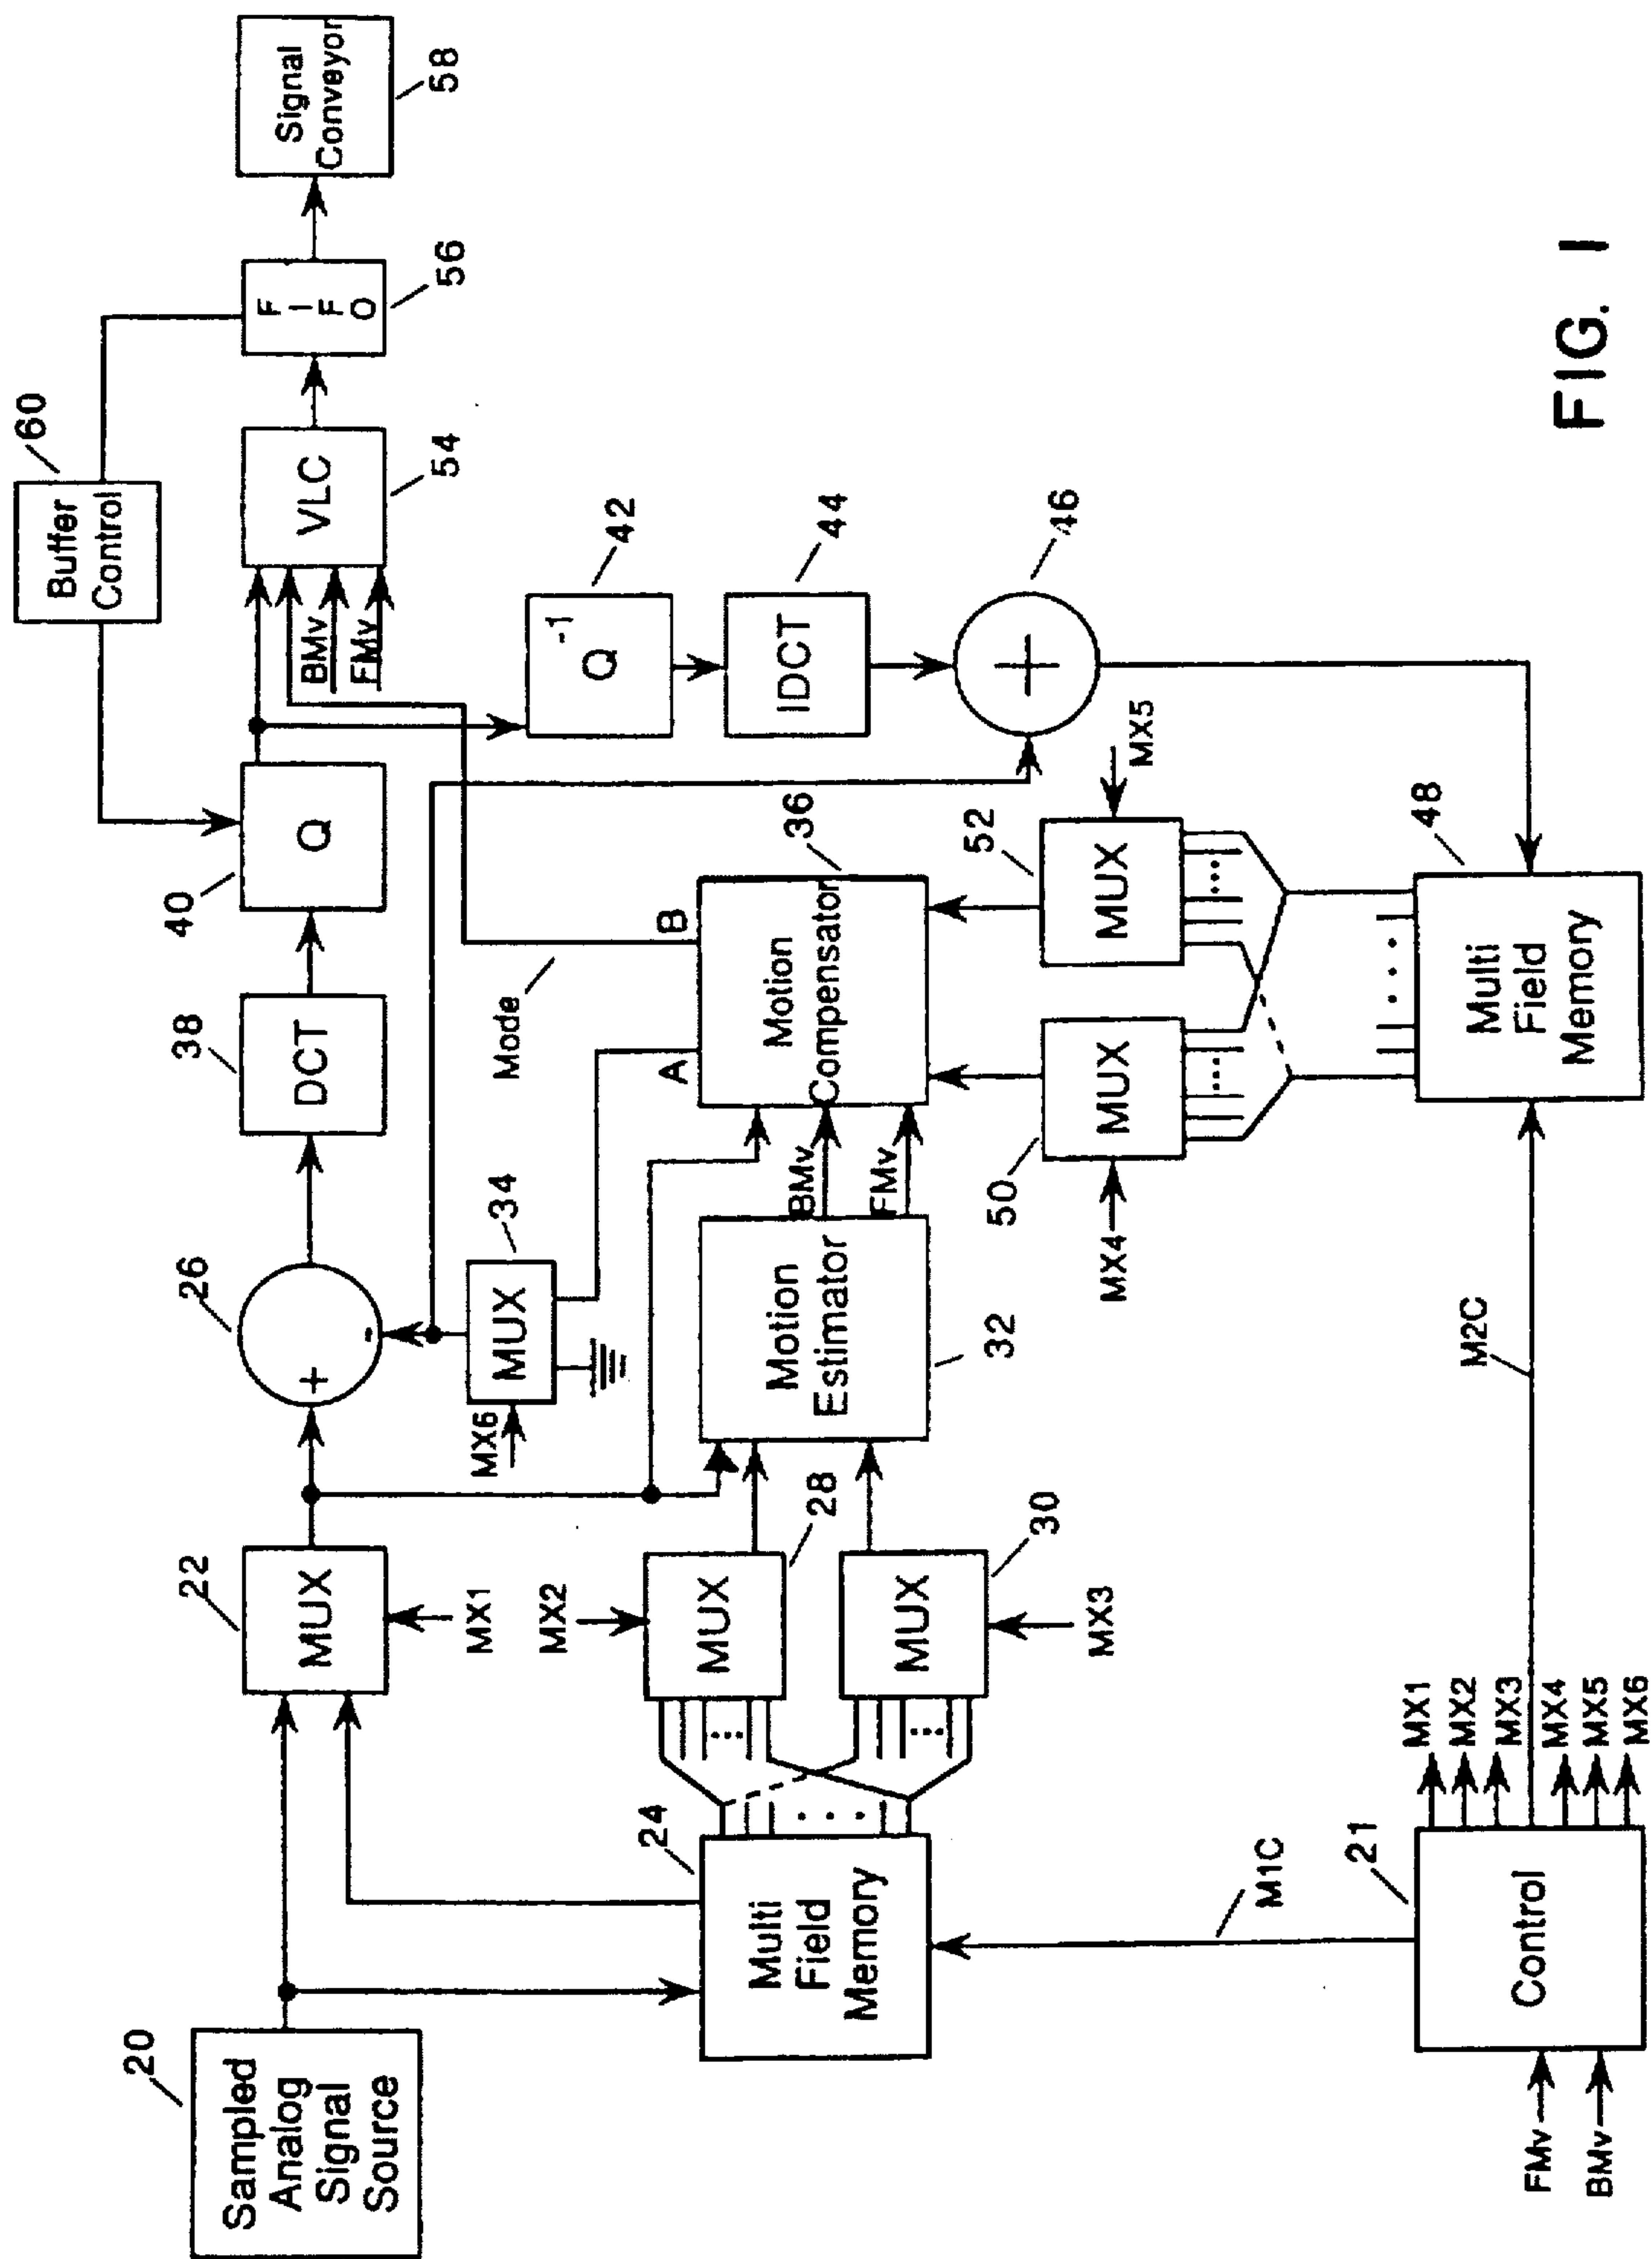 20
Sampled
Analog
Signal
Source
22
MUX
MX1
26
+
-
38
DCT
40
Q
60
Buffer
Control
BMv
FMv
VLC
54
F
I
F
O
56
Signal
Conveyor
58
24
Multi
Field
Memory
MX2
MUX
28
MUX
30
MX3
MX6
MUX
34
Motion
Estimator
32
BMv
FMv
Mode
A
B
Motion
Compensator
36
Q
-1
42
IDCT
44
+
46
MX4
50
MUX
52
MUX
MX5
M1C
FMv
BMv
Control
21
MX1
MX2
MX3
MX4
MX5
MX6
M2C
Multi
Field
Memory
48
FIG. 1